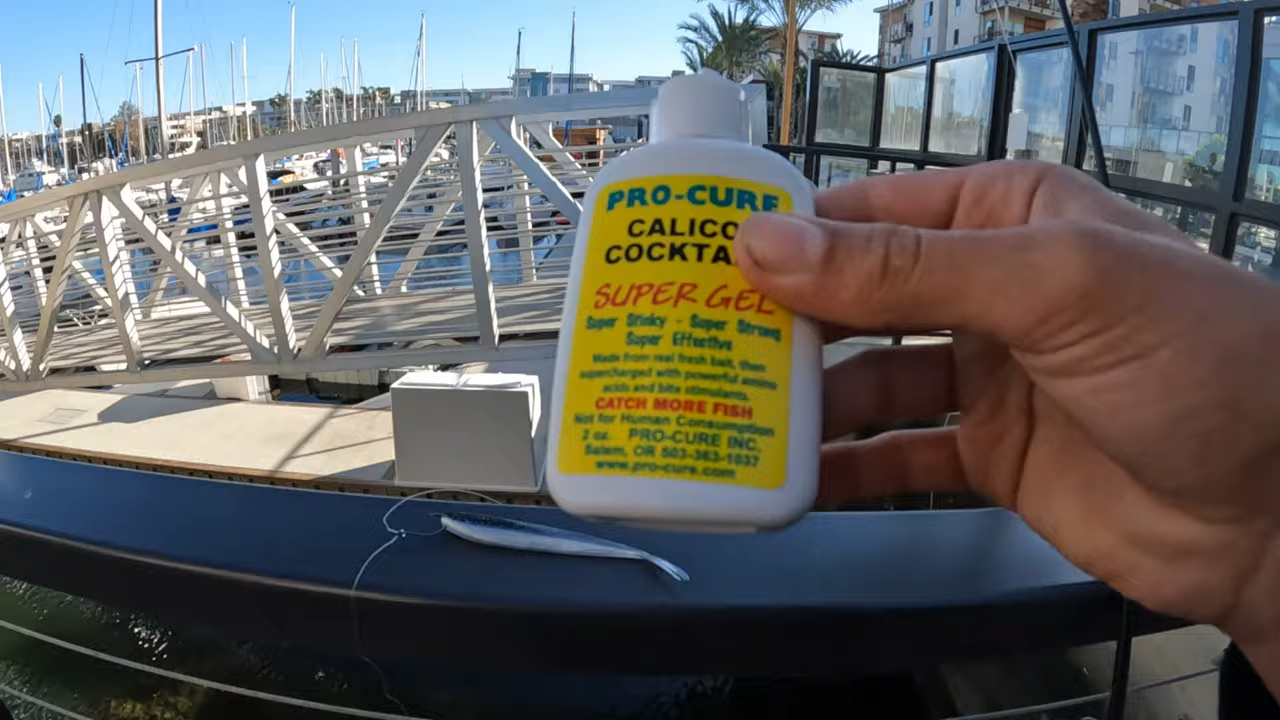 PRO-CURE
CALICO
COCKTA
SUPER GEL
Super Stinky - Super Strong
Super Effective
Made from real fresh bait, then
supercharged with powerful amino
acids and bite stimulants.
CATCH MORE FISH
Not for Human Consumption
2 oz. PRO-CURE INC.
Salem, OR 503-363-1037
www.pro-cure.com